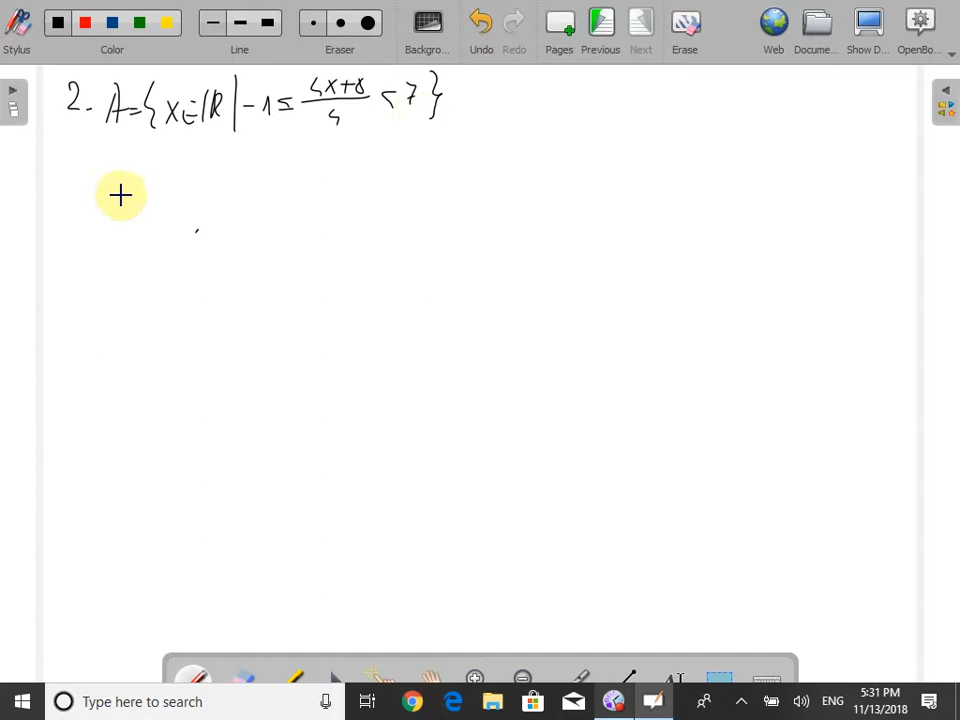 Stylus Color Line Eraser Backgro... Undo Redo Pages Previous Next Erase Web Docume... Show D... OpenBo...
2. A={x∈ℝ|-1≤ (4x+8)/4 <7}
Type here to search
ENG
5:31 PM
11/13/2018